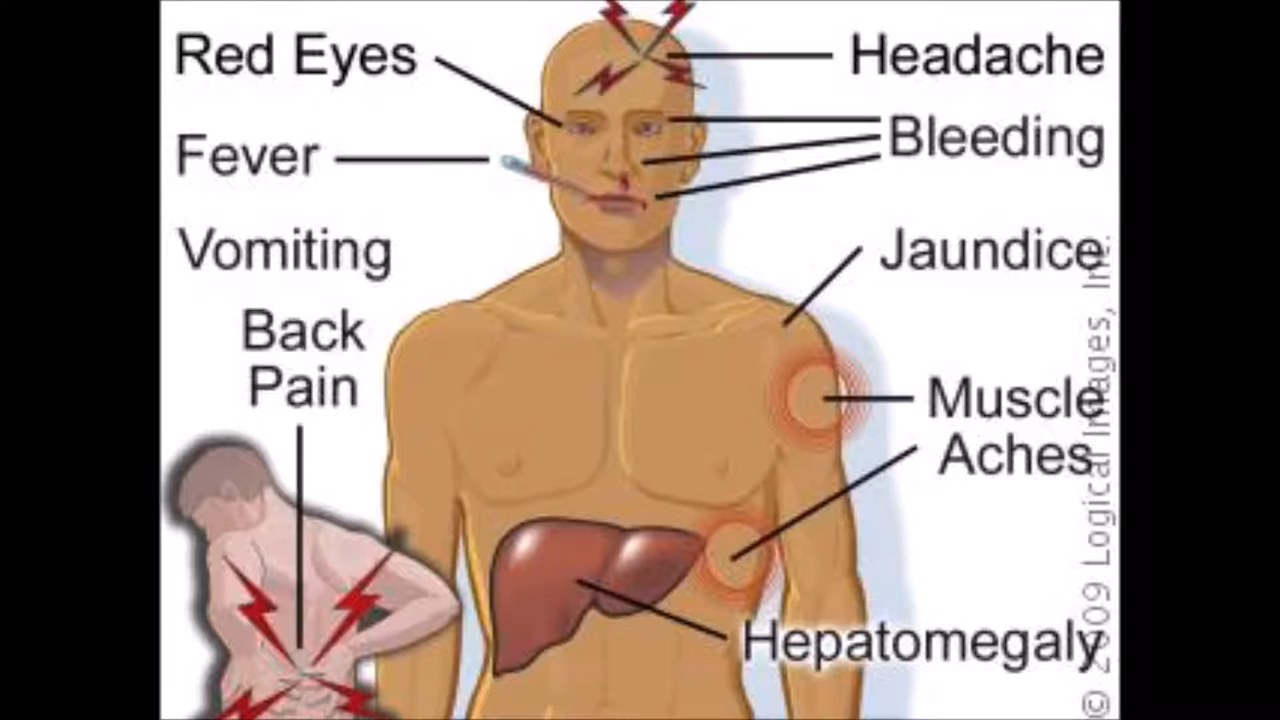 Red Eyes
Headache
Bleeding
Fever
Vomiting
Jaundice
Back
Pain
Muscle
Aches
Hepatomegaly
© 2009 Logical Images, Inc.